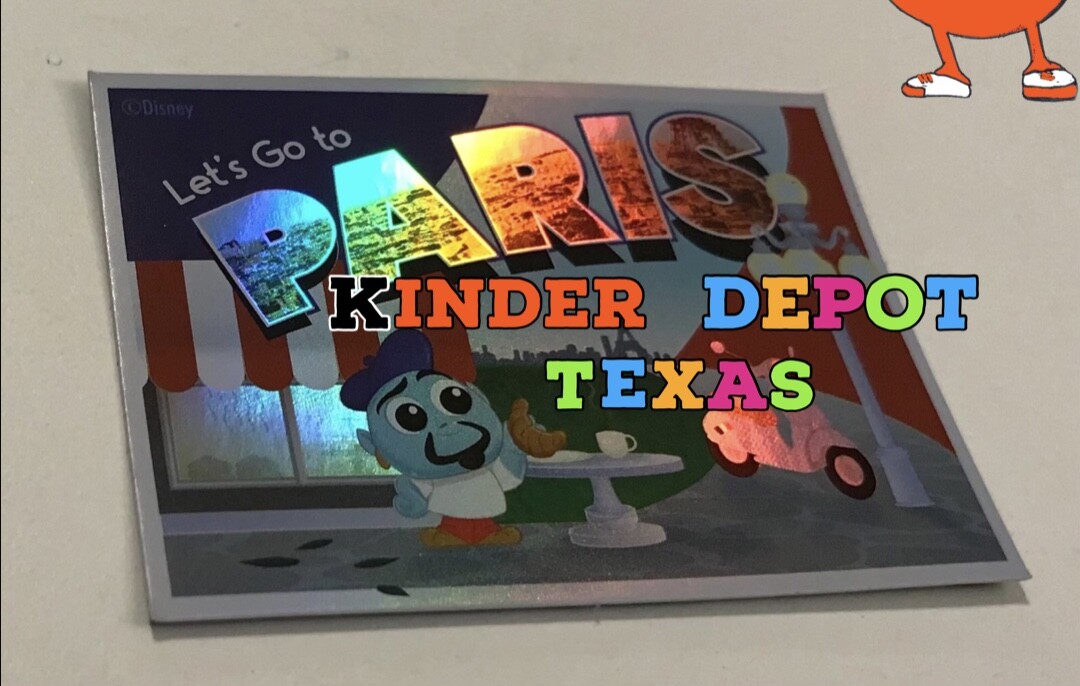 ©Disney
Let's Go to
PARIS
KINDER DEPOT
TEXAS